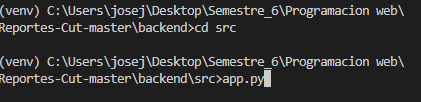 (venv) C:\Users\josej\Desktop\Semestre_6\Programacion web\
Reportes-Cut-master\backend>cd src
(venv) C:\Users\josej\Desktop\Semestre_6\Programacion web\
Reportes-Cut-master\backend\src>app.py